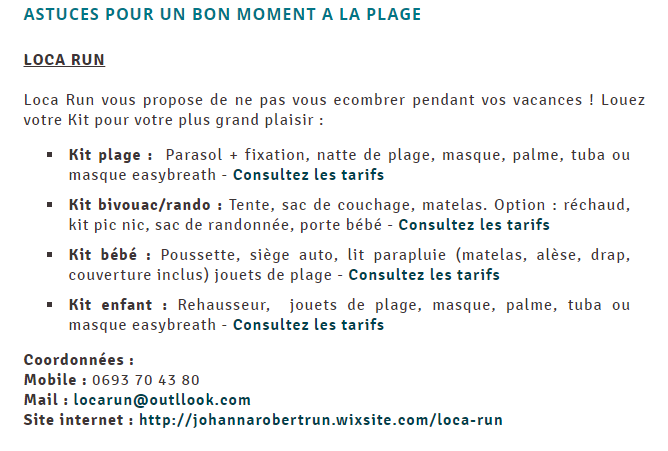 ASTUCES POUR UN BON MOMENT A LA PLAGE
LOCA RUN
Loca Run vous propose de ne pas vous ecombrer pendant vos vacances ! Louez
votre Kit pour votre plus grand plaisir :
▪ Kit plage : Parasol + fixation, natte de plage, masque, palme, tuba ou
masque easybreath - Consultez les tarifs
▪ Kit bivouac/rando : Tente, sac de couchage, matelas. Option : réchaud,
kit pic nic, sac de randonnée, porte bébé - Consultez les tarifs
▪ Kit bébé : Poussette, siège auto, lit parapluie (matelas, alèse, drap,
couverture inclus) jouets de plage - Consultez les tarifs
▪ Kit enfant : Rehausseur, jouets de plage, masque, palme, tuba ou
masque easybreath - Consultez les tarifs
Coordonnées :
Mobile : 0693 70 43 80
Mail : locarun@outllook.com
Site internet : http://johannarobertrun.wixsite.com/loca-run